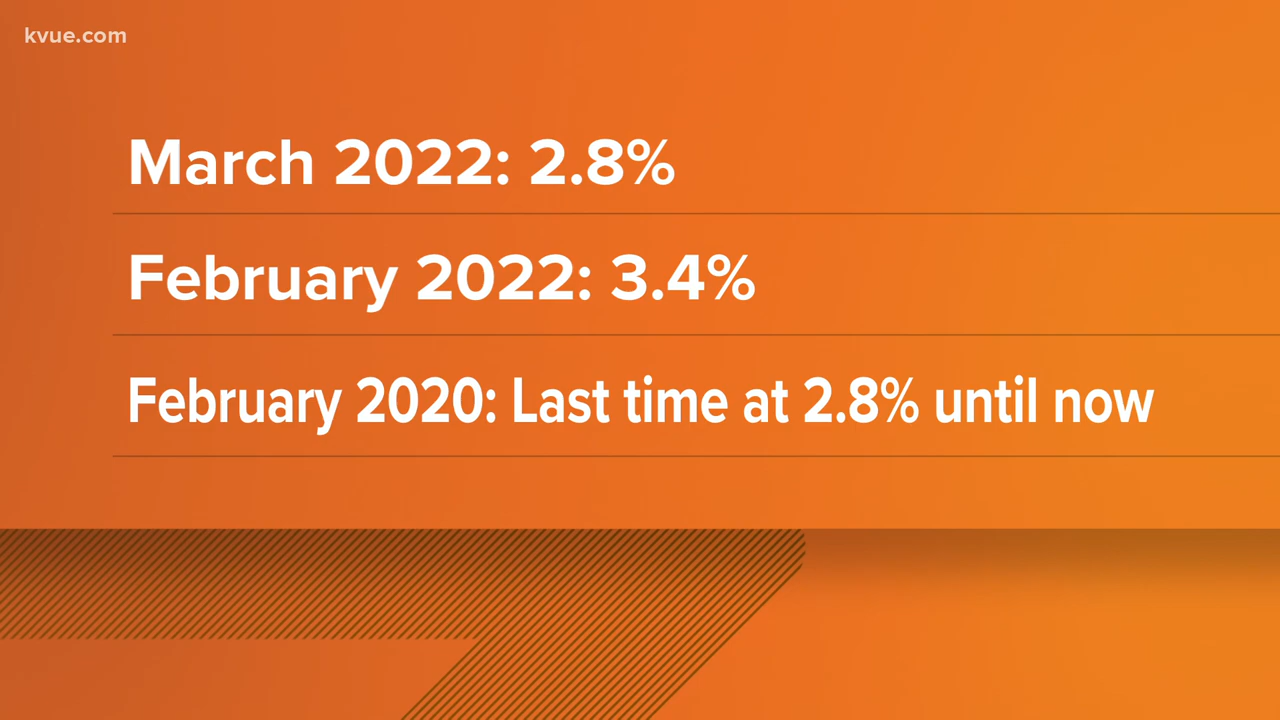 kvue.com
March 2022: 2.8%
February 2022: 3.4%
February 2020: Last time at 2.8% until now